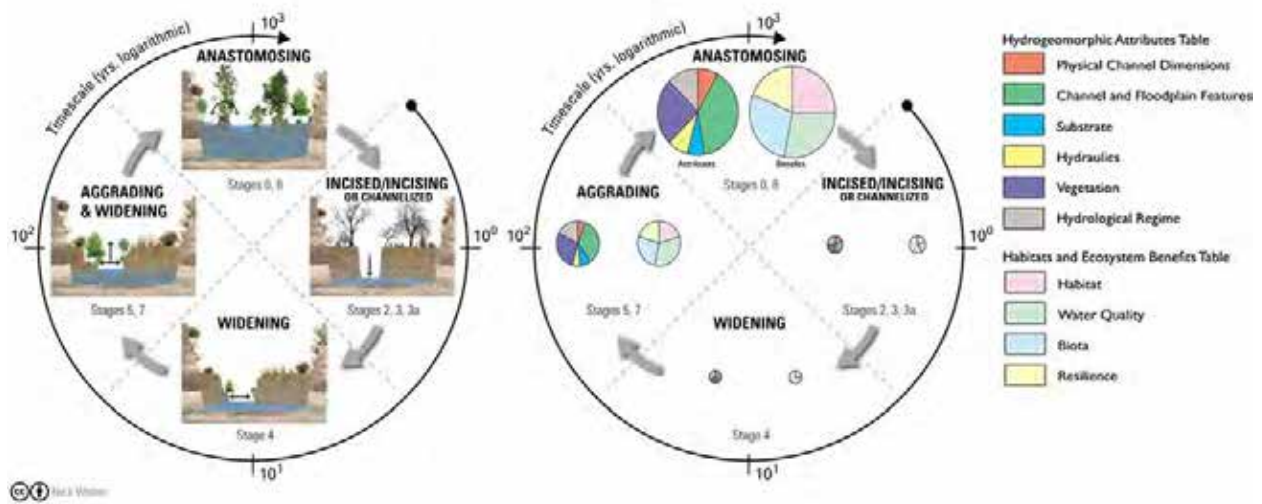 Timescale (yrs, logarithmic)
10³
ANASTOMOSING
Stages 0, 8
AGGRADING
& WIDENING
INCISED/INCISING
OR CHANNELIZED
10²
10⁰
Stages 5, 7
Stages 2, 3, 3a
WIDENING
Stage 4
10¹
Timescale (yrs, logarithmic)
10³
ANASTOMOSING
Attributes
Benefits
Stages 0, 8
AGGRADING
INCISED/INCISING
OR CHANNELIZED
10²
10⁰
Stages 5, 7
Stages 2, 3, 3a
WIDENING
Stage 4
10¹
Hydrogeomorphic Attributes Table
Physical Channel Dimensions
Channel and Floodplain Features
Substrate
Hydraulics
Vegetation
Hydrological Regime
Habitats and Ecosystem Benefits Table
Habitat
Water Quality
Biota
Resilience
cc